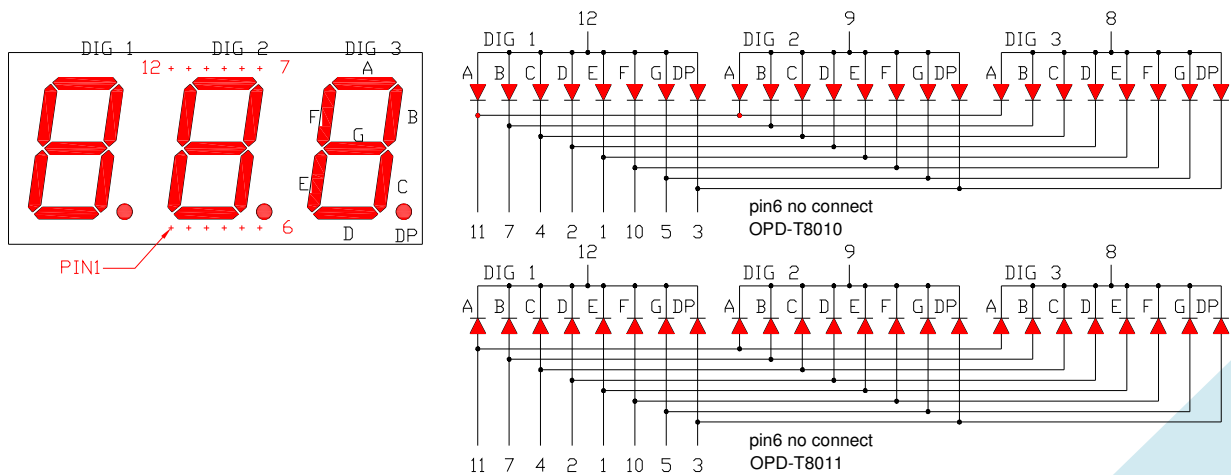 DIG 1 DIG 2 DIG 3
12 7
A
F B
G
E C
D DP
6
PIN1
12 9 8
DIG 1 DIG 2 DIG 3
A B C D E F G DP A B C D E F G DP A B C D E F G DP
11 7 4 2 1 10 5 3
pin6 no connect
OPD-T8010
12 9 8
DIG 1 DIG 2 DIG 3
A B C D E F G DP A B C D E F G DP A B C D E F G DP
11 7 4 2 1 10 5 3
pin6 no connect
OPD-T8011